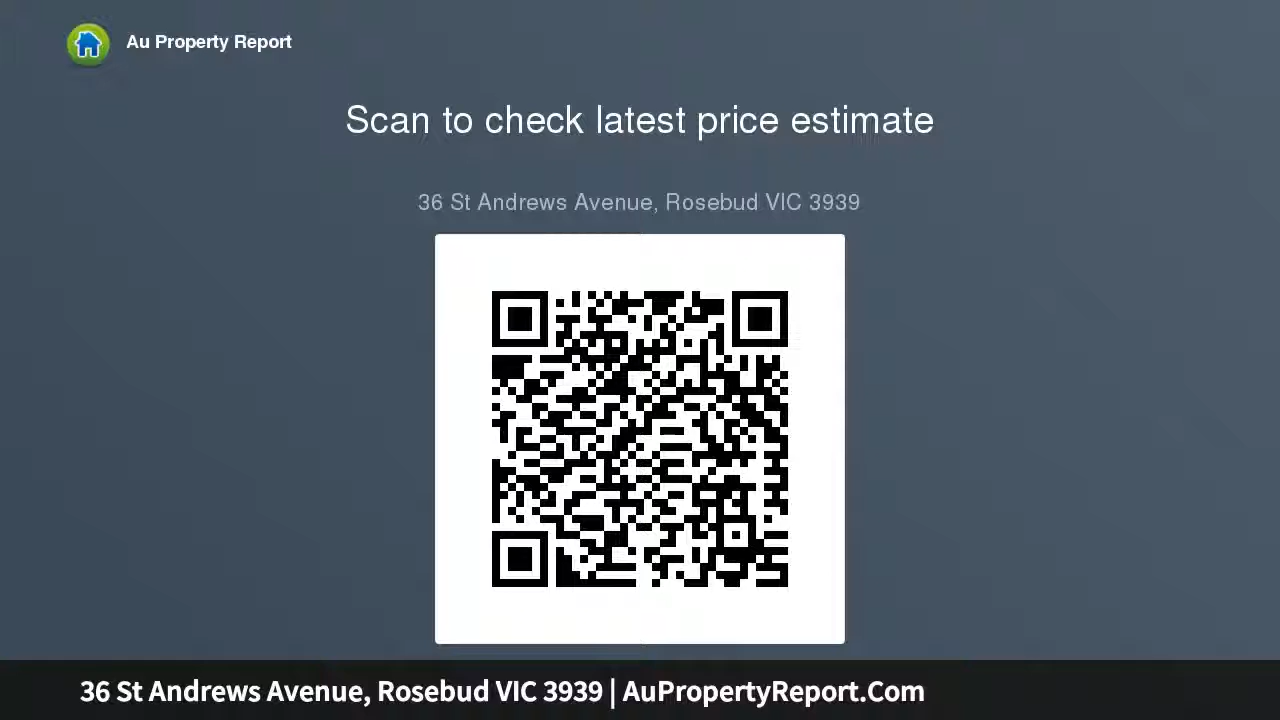 Au Property Report
Scan to check latest price estimate
36 St Andrews Avenue, Rosebud VIC 3939
36 St Andrews Avenue, Rosebud VIC 3939 | AuPropertyReport.Com